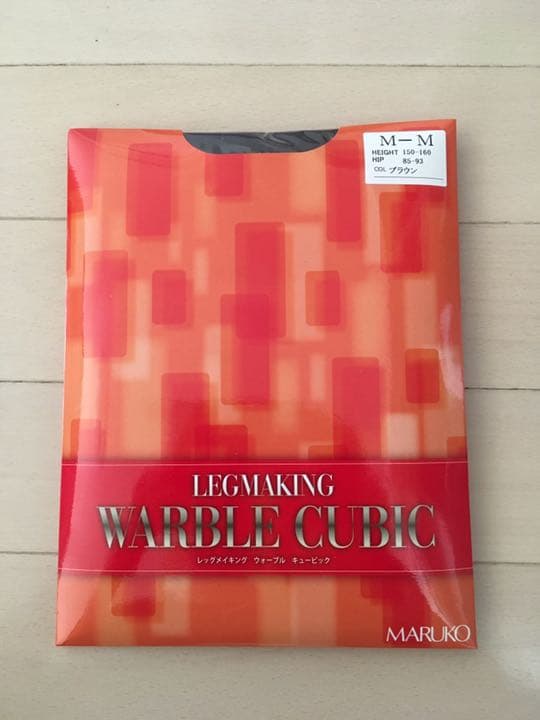 M－M
HEIGHT 150-160
HIP 85-93
COL ブラウン
LEGMAKING
WARBLE CUBIC
レッグメイキング ウォーブル キュービック
MARUKO